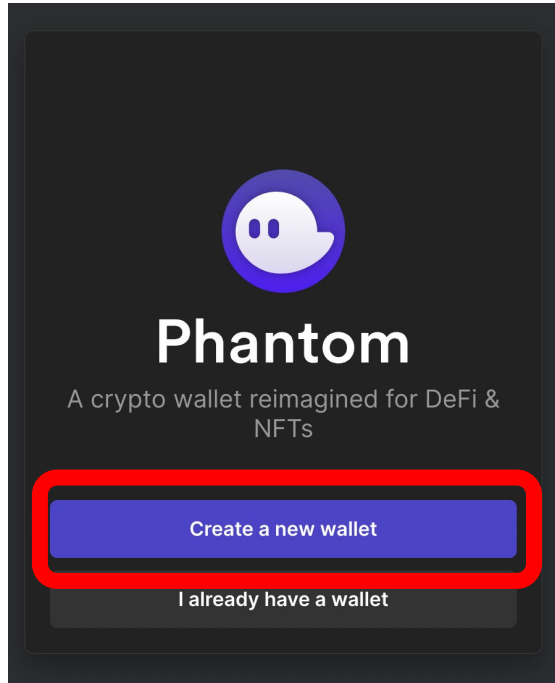 Phantom
A crypto wallet reimagined for DeFi &
NFTs
Create a new wallet
I already have a wallet